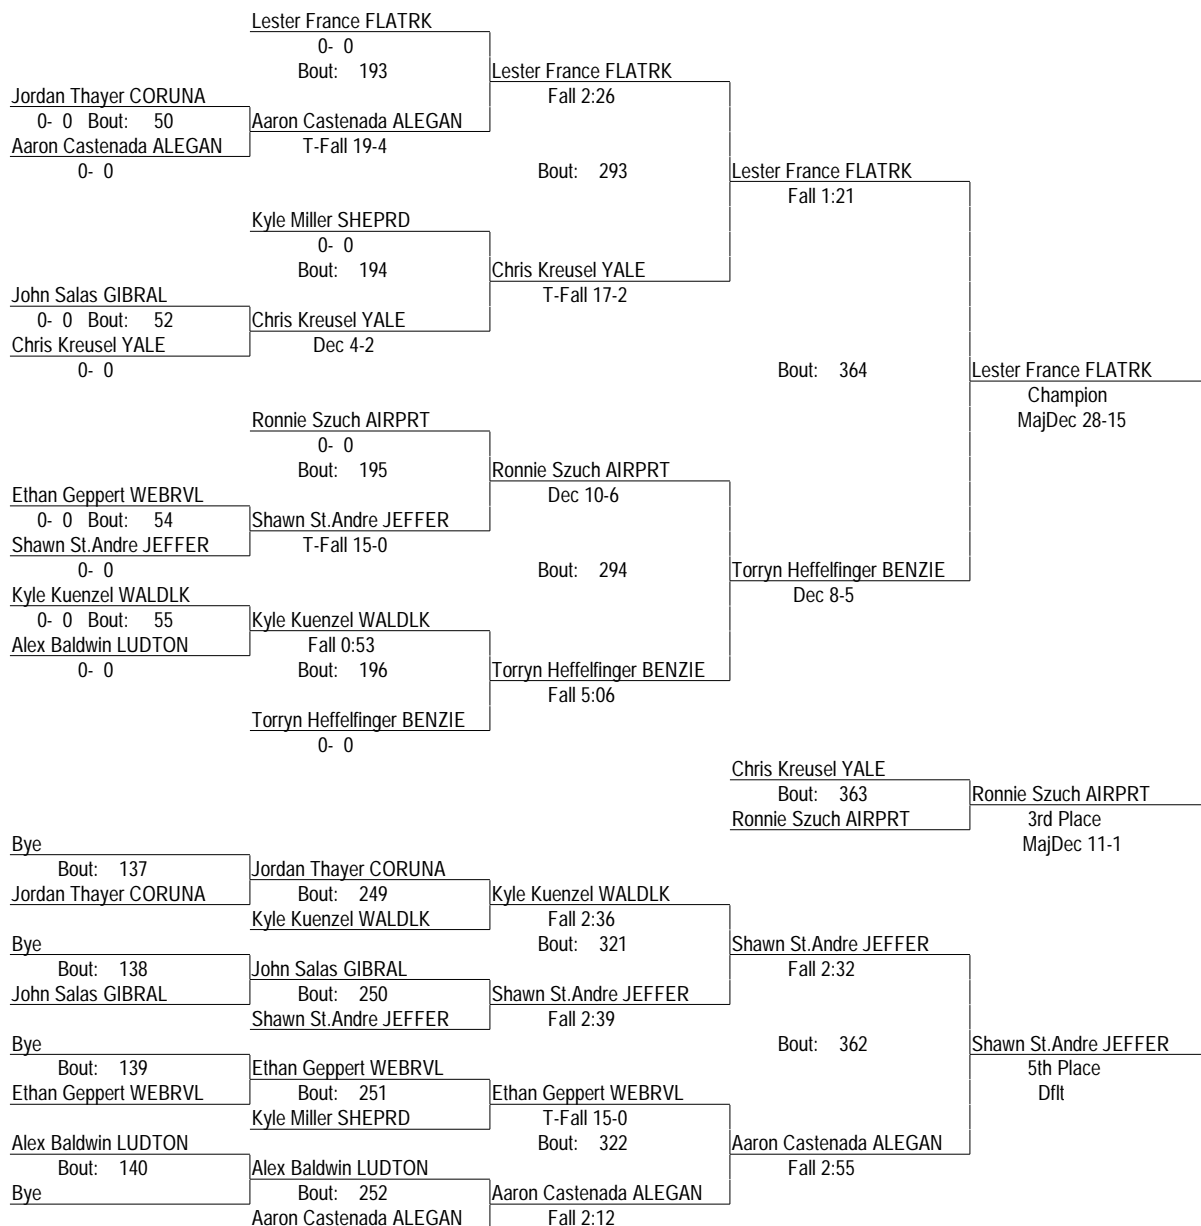 Lester France FLATRK
0- 0
Bout: 193
Lester France FLATRK
Fall 2:26
Jordan Thayer CORUNA
0- 0 Bout: 50
Aaron Castenada ALEGAN
T-Fall 19-4
Aaron Castenada ALEGAN
0- 0
Bout: 293
Lester France FLATRK
Fall 1:21
Kyle Miller SHEPRD
0- 0
Bout: 194
Chris Kreusel YALE
T-Fall 17-2
John Salas GIBRAL
0- 0 Bout: 52
Chris Kreusel YALE
Dec 4-2
Chris Kreusel YALE
0- 0
Bout: 364
Lester France FLATRK
Champion
MajDec 28-15
Ronnie Szuch AIRPRT
0- 0
Bout: 195
Ronnie Szuch AIRPRT
Dec 10-6
Ethan Geppert WEBRVL
0- 0 Bout: 54
Shawn St.Andre JEFFER
T-Fall 15-0
Shawn St.Andre JEFFER
0- 0
Bout: 294
Torryn Heffelfinger BENZIE
Dec 8-5
Kyle Kuenzel WALDLK
0- 0 Bout: 55
Kyle Kuenzel WALDLK
Fall 0:53
Alex Baldwin LUDTON
0- 0
Bout: 196
Torryn Heffelfinger BENZIE
Fall 5:06
Torryn Heffelfinger BENZIE
0- 0
Chris Kreusel YALE
Bout: 363
Ronnie Szuch AIRPRT
Ronnie Szuch AIRPRT
3rd Place
MajDec 11-1
Bye
Bout: 137
Jordan Thayer CORUNA
Jordan Thayer CORUNA
Bout: 249
Kyle Kuenzel WALDLK
Kyle Kuenzel WALDLK
Fall 2:36
Bout: 321
Shawn St.Andre JEFFER
Fall 2:32
Bye
Bout: 138
John Salas GIBRAL
John Salas GIBRAL
Bout: 250
Shawn St.Andre JEFFER
Shawn St.Andre JEFFER
Fall 2:39
Bout: 362
Shawn St.Andre JEFFER
5th Place
Dflt
Bye
Bout: 139
Ethan Geppert WEBRVL
Ethan Geppert WEBRVL
Bout: 251
Kyle Miller SHEPRD
Ethan Geppert WEBRVL
T-Fall 15-0
Bout: 322
Aaron Castenada ALEGAN
Fall 2:55
Alex Baldwin LUDTON
Bout: 140
Bye
Alex Baldwin LUDTON
Bout: 252
Aaron Castenada ALEGAN
Aaron Castenada ALEGAN
Fall 2:12